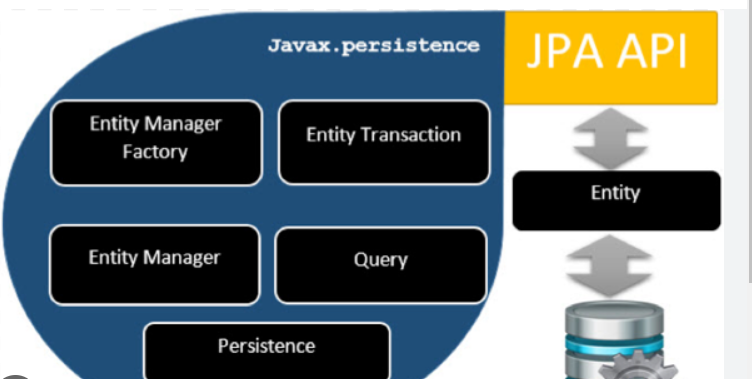 Javax.persistence
JPA API
Entity Manager
Factory
Entity Transaction
Entity
Entity Manager
Query
Persistence